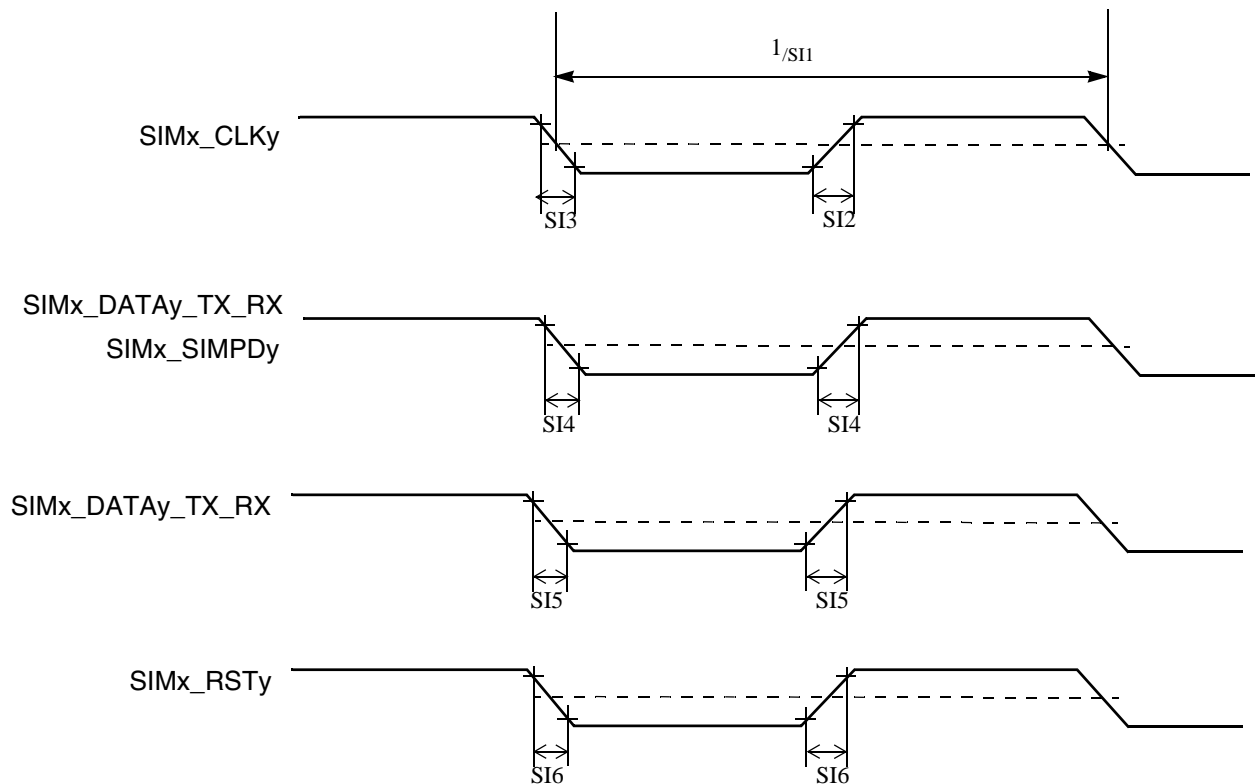 1/SI1
SIMx_CLKy
SI3 SI2
SIMx_DATAy_TX_RX
SIMx_SIMPDy
SI4 SI4
SIMx_DATAy_TX_RX
SI5 SI5
SIMx_RSTy
SI6 SI6